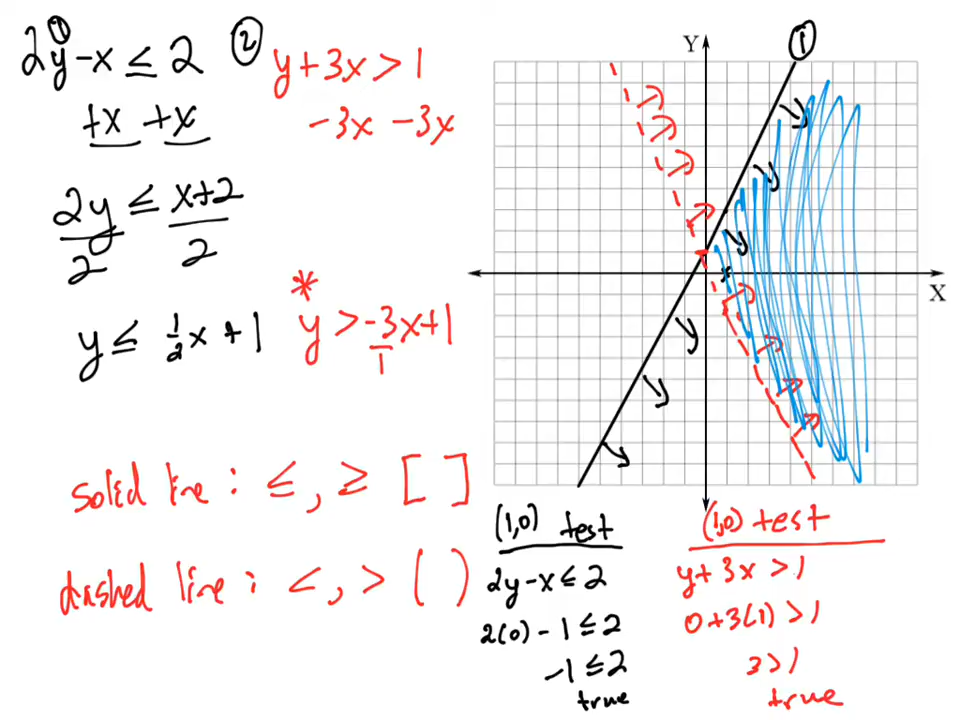 ① 2y-x ≤ 2
+x +x
2y/2 ≤ x+2/2
y ≤ 1/2x + 1
② y+3x > 1
-3x -3x
*
y > -3/1x+1
solid line : ≤, ≥ [ ]
dashed line : <, > ( )
Y
①
X
(1,0) test
2y-x ≤ 2
2(0) - 1 ≤ 2
-1 ≤ 2
true
(1,0) test
y+ 3x > 1
0+3(1) > 1
3 > 1
true